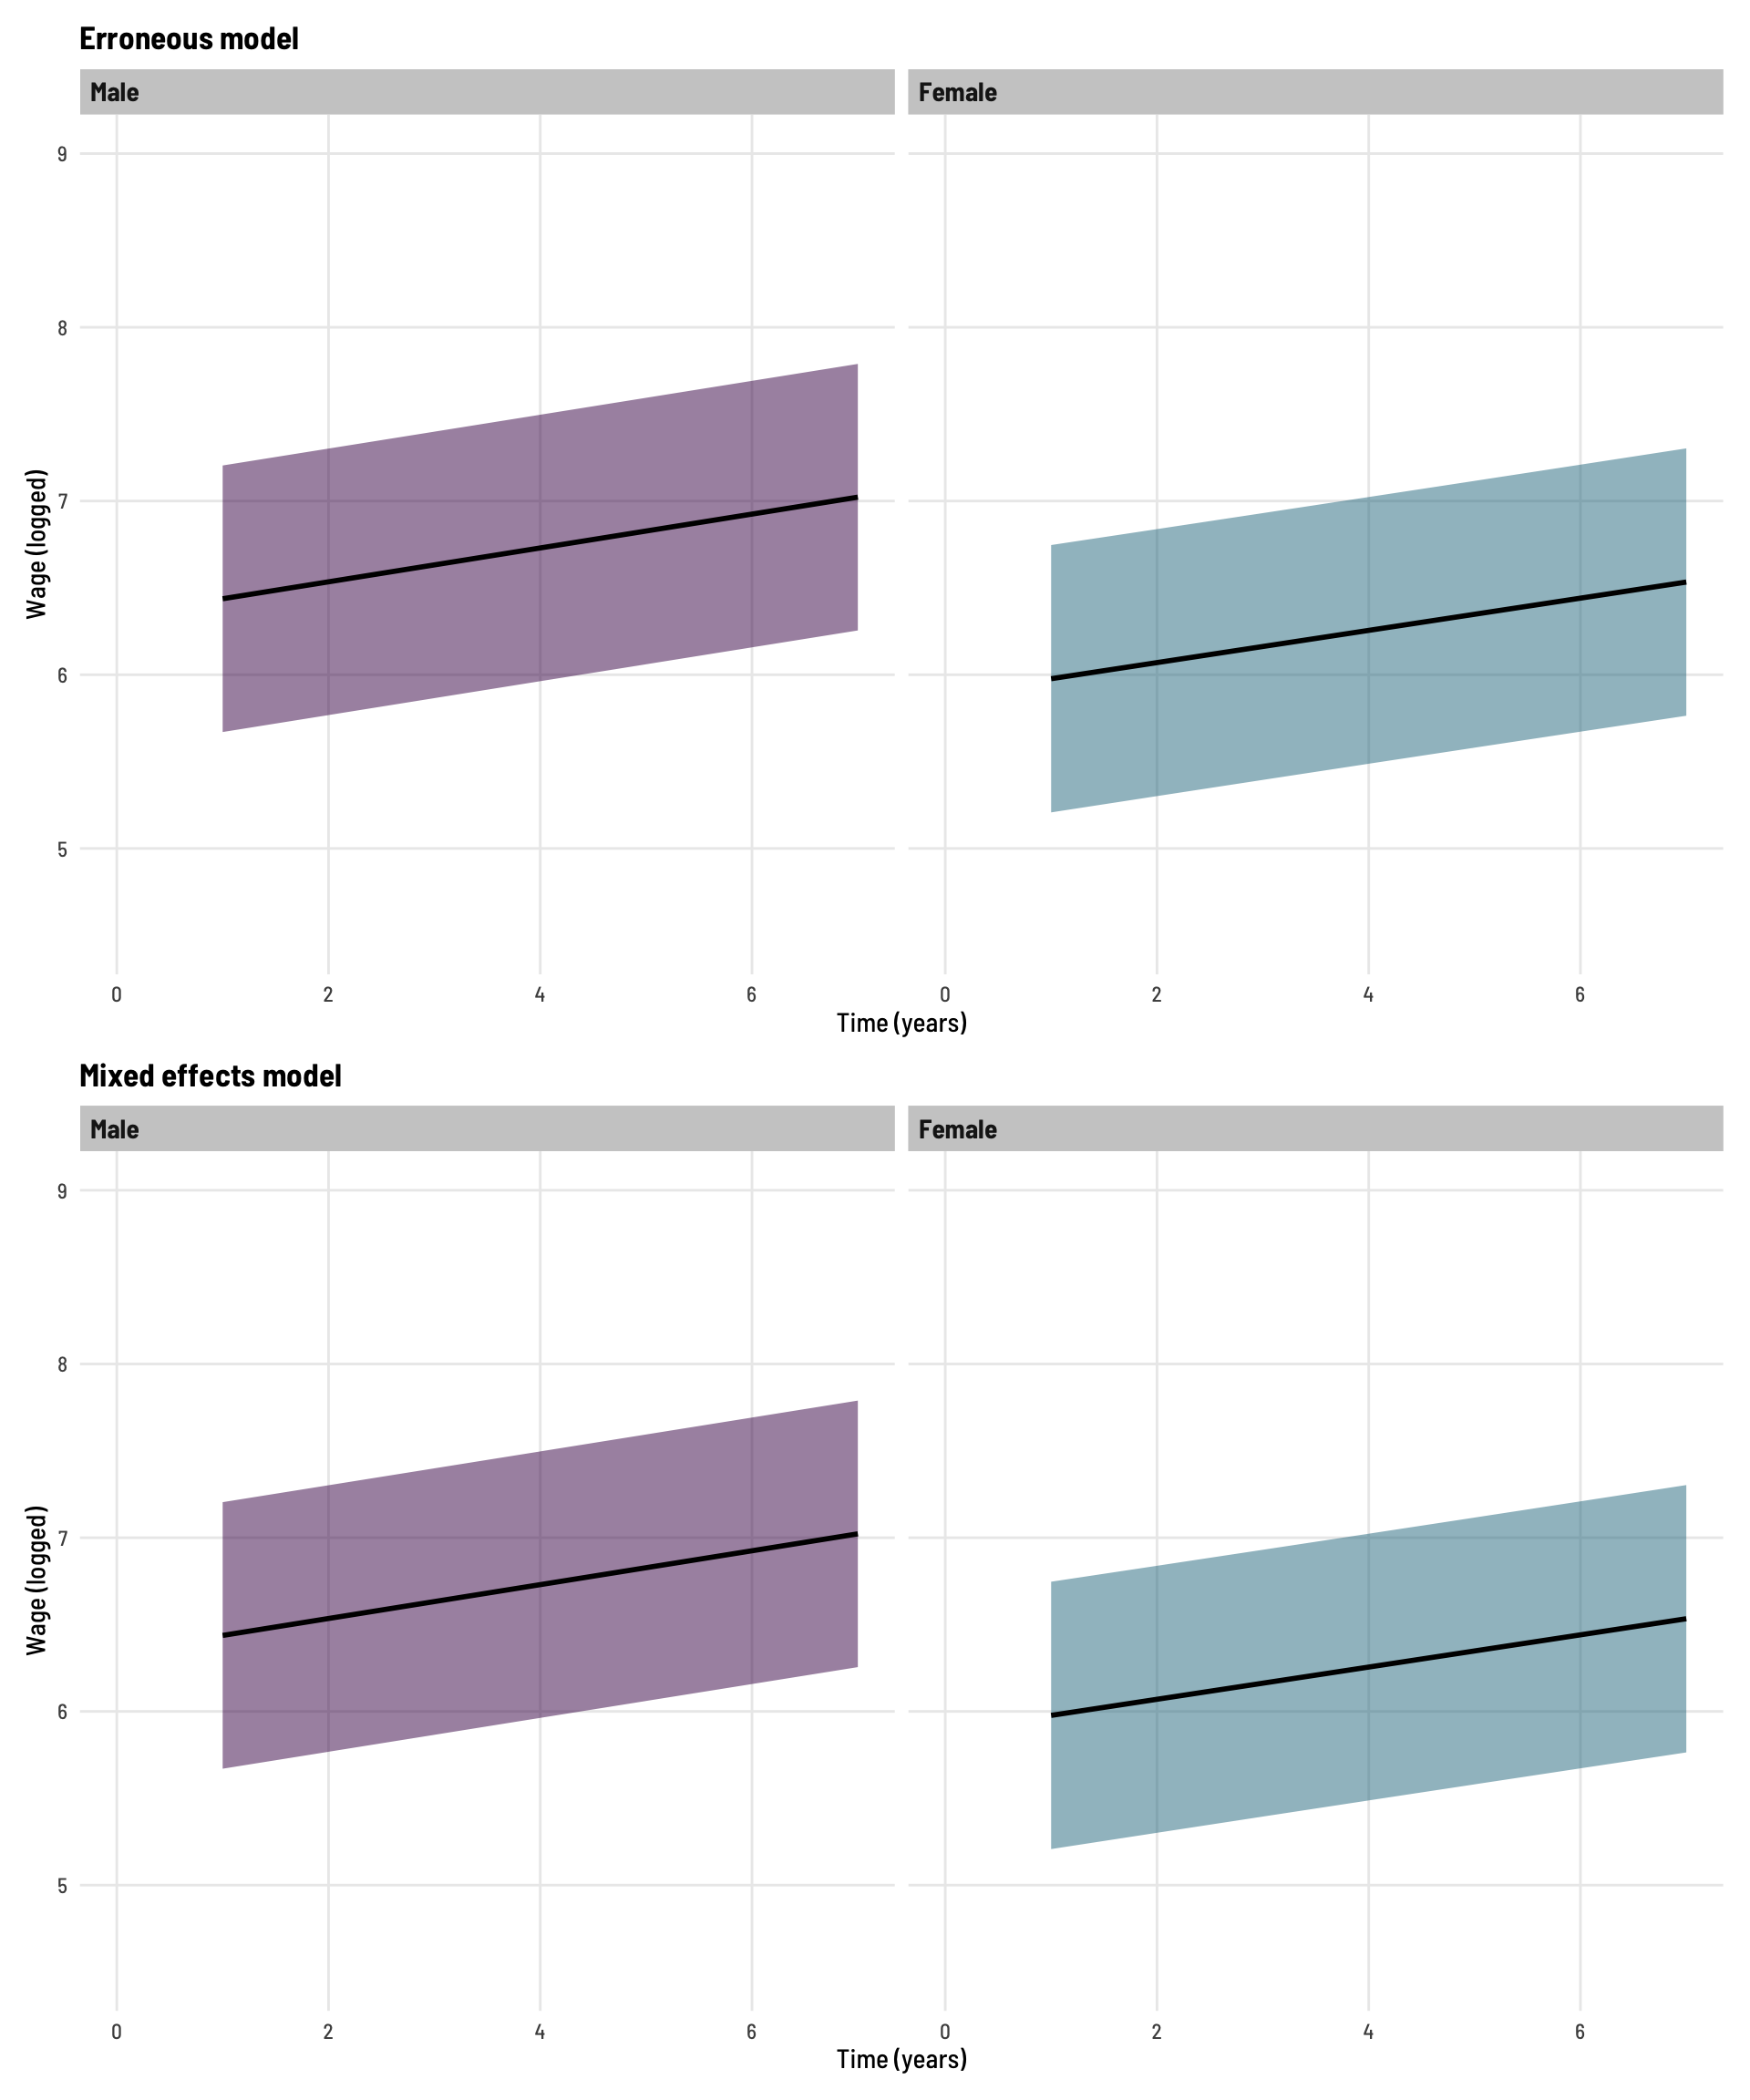 Erroneous model
Male Female
9
8
7
6
5
Wage (logged)
0 2 4 6 0 2 4 6
Time (years)
Mixed effects model
Male Female
9
8
7
6
5
Wage (logged)
0 2 4 6 0 2 4 6
Time (years)